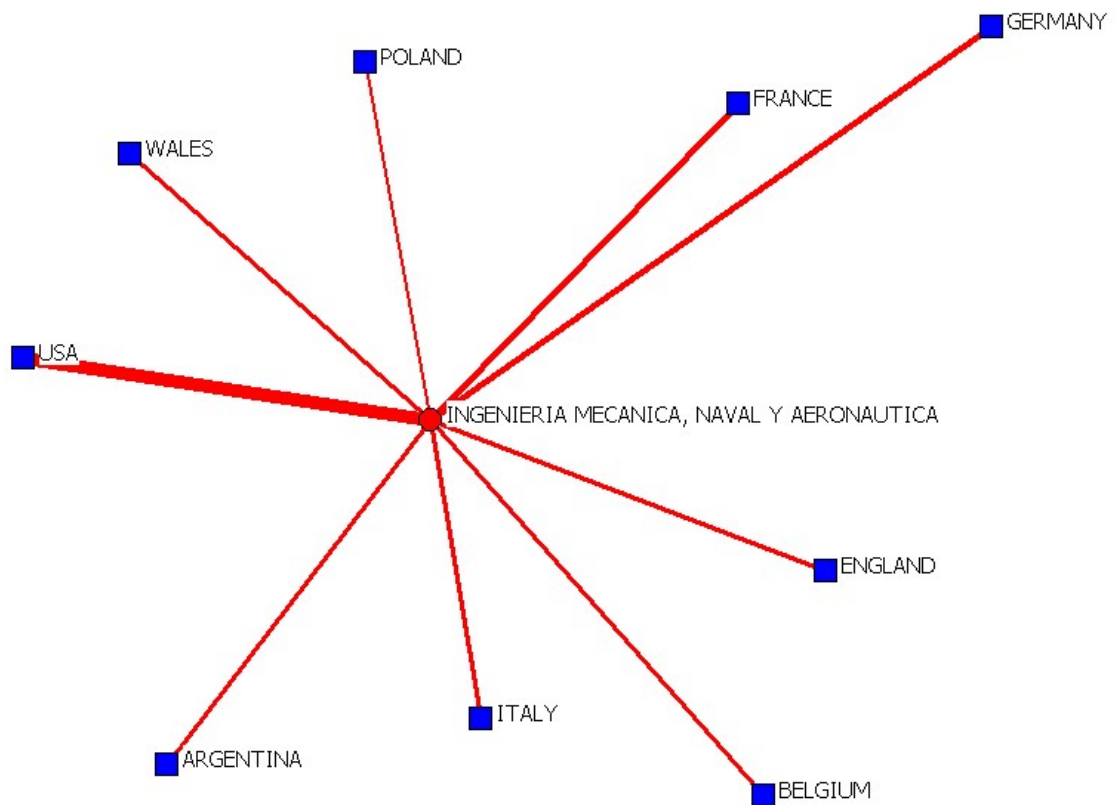 GERMANY
POLAND
FRANCE
WALES
USA
INGENIERIA MECANICA, NAVAL Y AERONAUTICA
ENGLAND
ITALY
ARGENTINA
BELGIUM